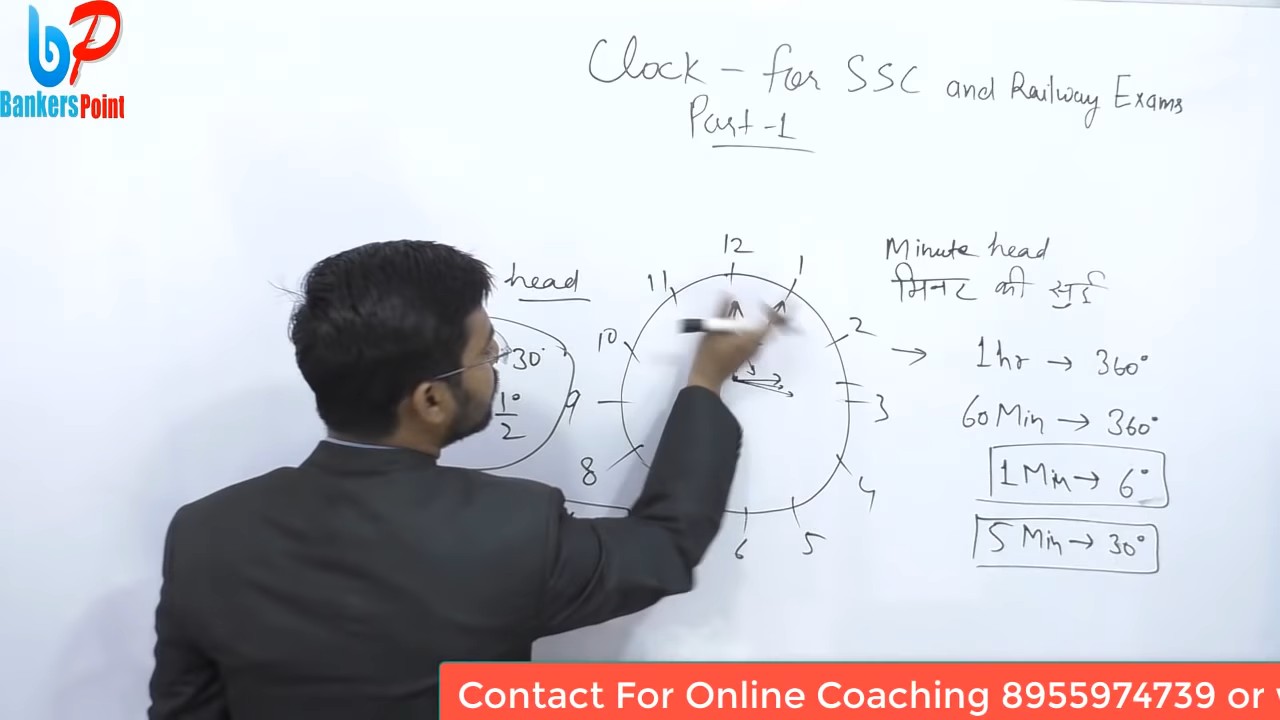 bp
BankersPoint
Clock - for SSC and Railway Exams
Part-1
head
30°
1°
2
12
1
2
3
4
5
6
8
9
10
11
Minute head
मिनट की सुई
→ 1hr → 360°
60 Min → 360°
1 Min → 6°
5 Min → 30°
Contact For Online Coaching 8955974739 or